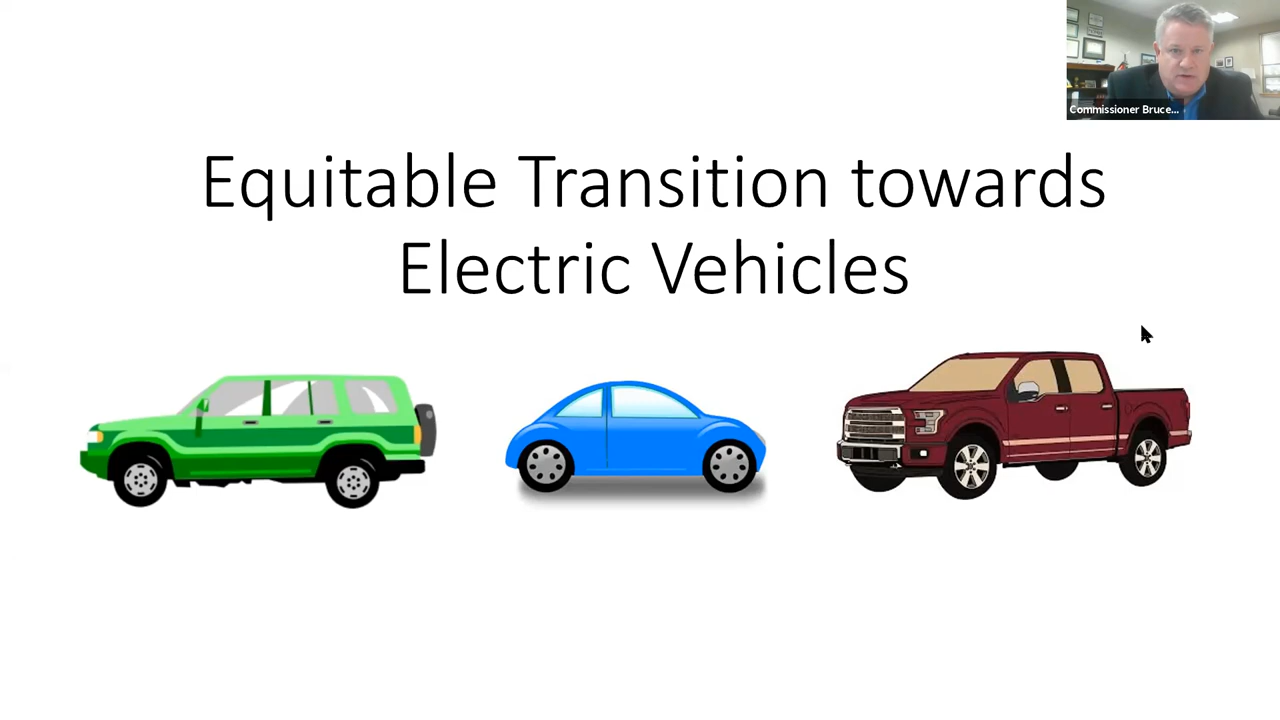 Commissioner Bruce...
Equitable Transition towards
Electric Vehicles